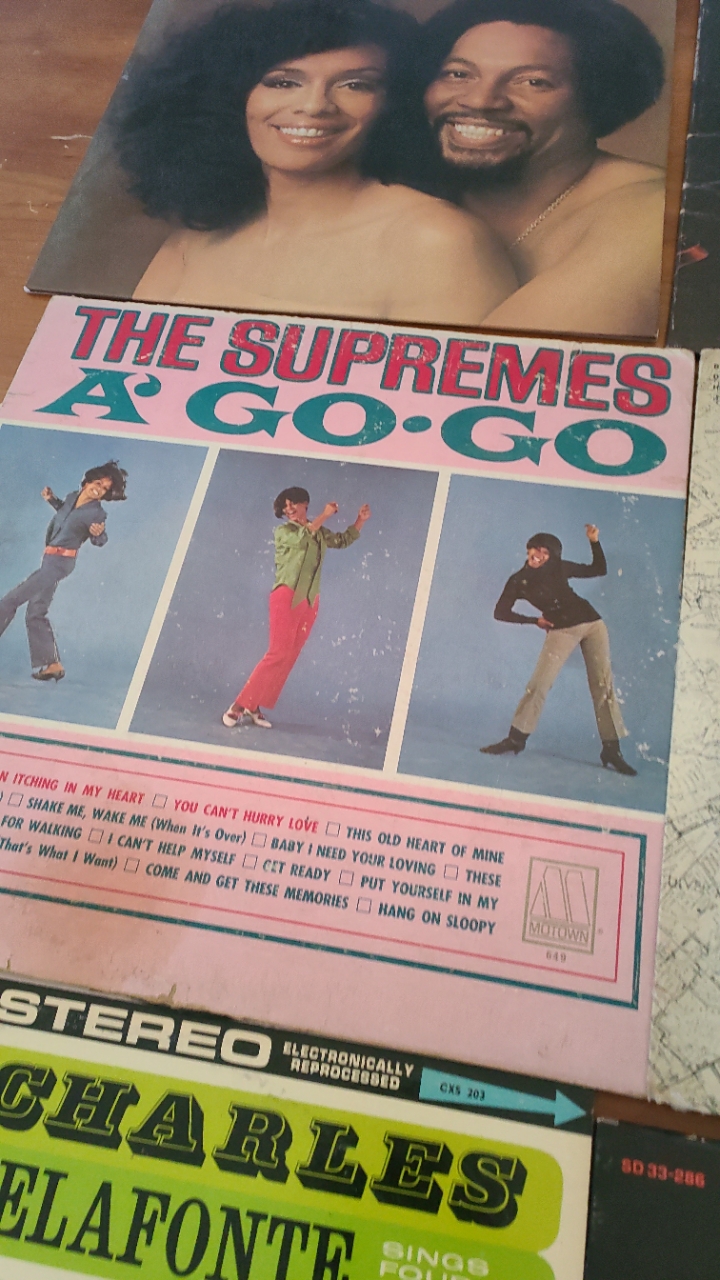 THE SUPREMES
A' GO•GO
N ITCHING IN MY HEART □ YOU CAN'T HURRY LOVE □ THIS OLD HEART OF MINE
) □ SHAKE ME, WAKE ME (When It's Over) □ BABY I NEED YOUR LOVING □ THESE
FOR WALKING □ I CAN'T HELP MYSELF □ GET READY □ PUT YOURSELF IN MY
That's What I Want) □ COME AND GET THESE MEMORIES □ HANG ON SLOOPY
MOTOWN
649
STEREO ELECTRONICALLY
REPROCESSED
CXS 203
CHARLES
ELAFONTE
SINGS
SD 33-286